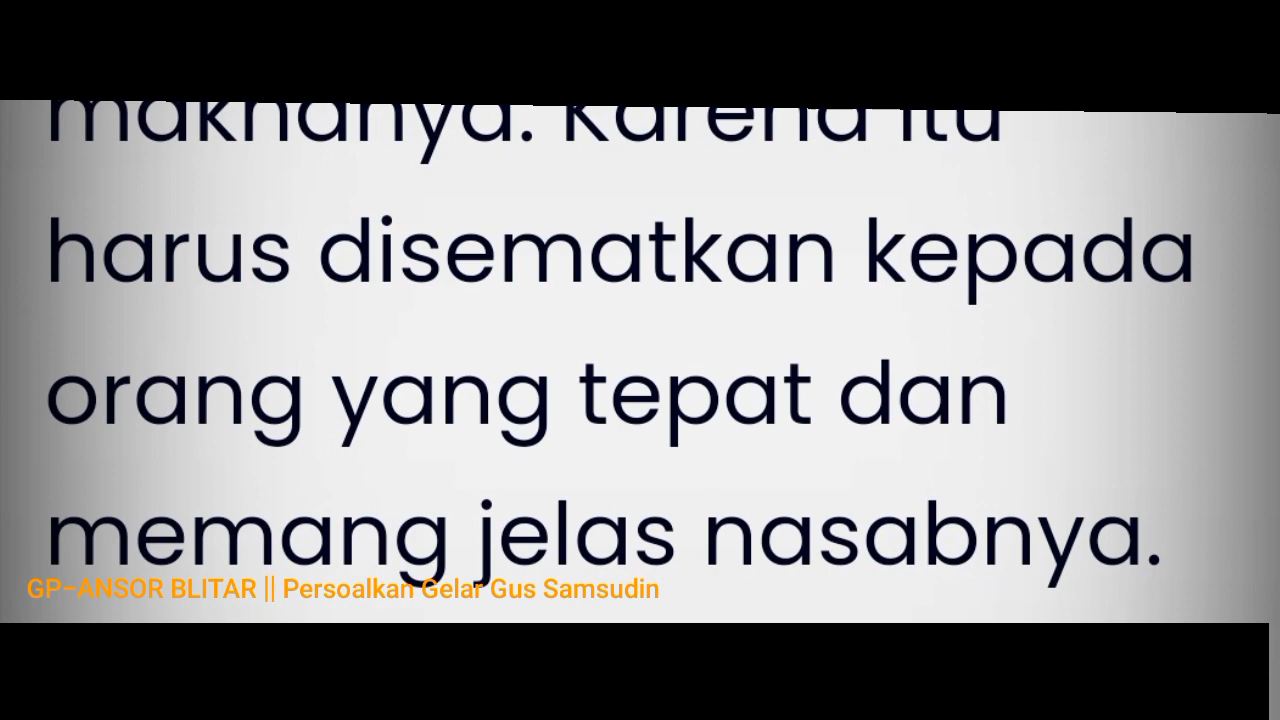 maknanya. Karena itu
harus disematkan kepada
orang yang tepat dan
memang jelas nasabnya.
GP-ANSOR BLITAR || Persoalkan Gelar Gus Samsudin